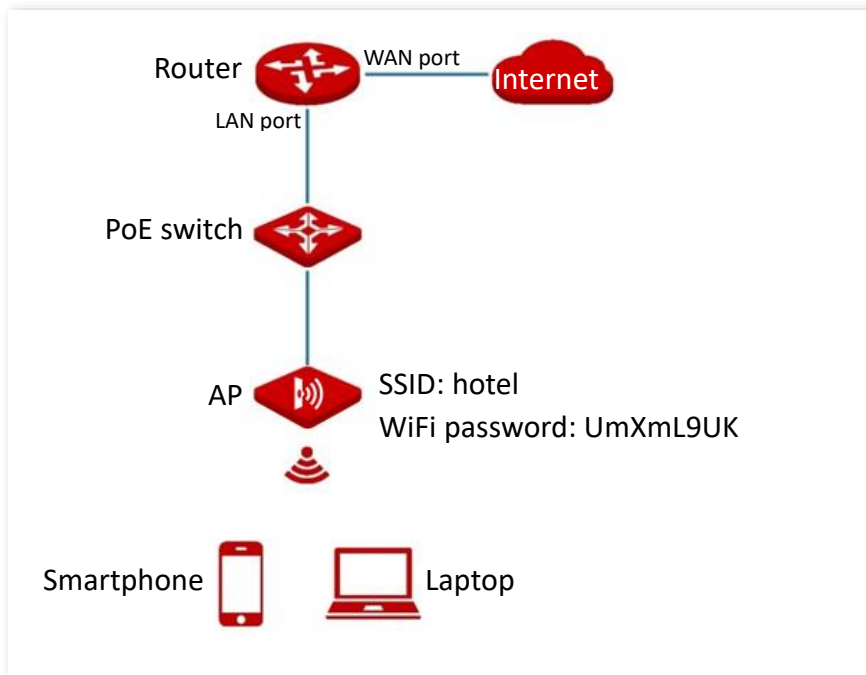 Router
WAN port
Internet
LAN port
PoE switch
AP
SSID: hotel
WiFi password: UmXmL9UK
Smartphone
Laptop